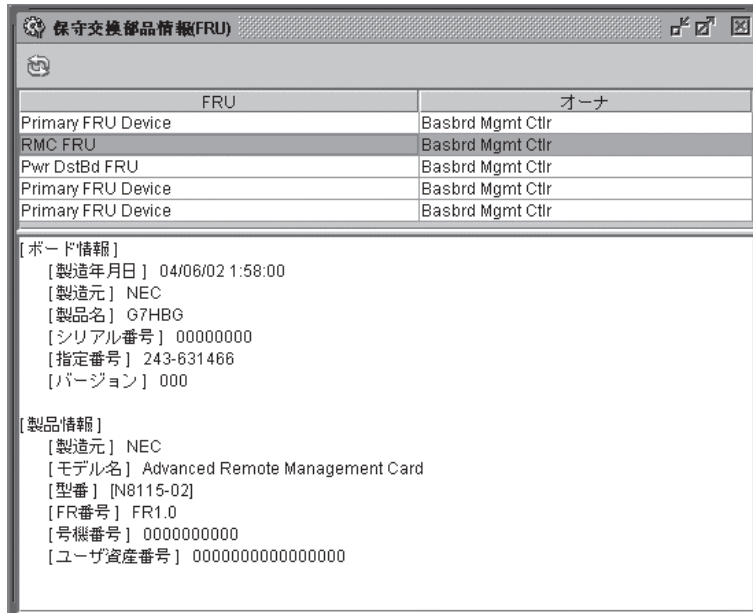 保守交換部品情報(FRU)
FRU オーナ
Primary FRU Device Basbrd Mgmt Ctlr
RMC FRU Basbrd Mgmt Ctlr
Pwr DstBd FRU Basbrd Mgmt Ctlr
Primary FRU Device Basbrd Mgmt Ctlr
Primary FRU Device Basbrd Mgmt Ctlr
[ボード情報]
[製造年月日] 04/06/02 1:58:00
[製造元] NEC
[製品名] G7HBG
[シリアル番号] 00000000
[指定番号] 243-631466
[バージョン] 000
[製品情報]
[製造元] NEC
[モデル名] Advanced Remote Management Card
[型番] [N8115-02]
[FR番号] FR1.0
[号機番号] 0000000000
[ユーザ資産番号] 0000000000000000